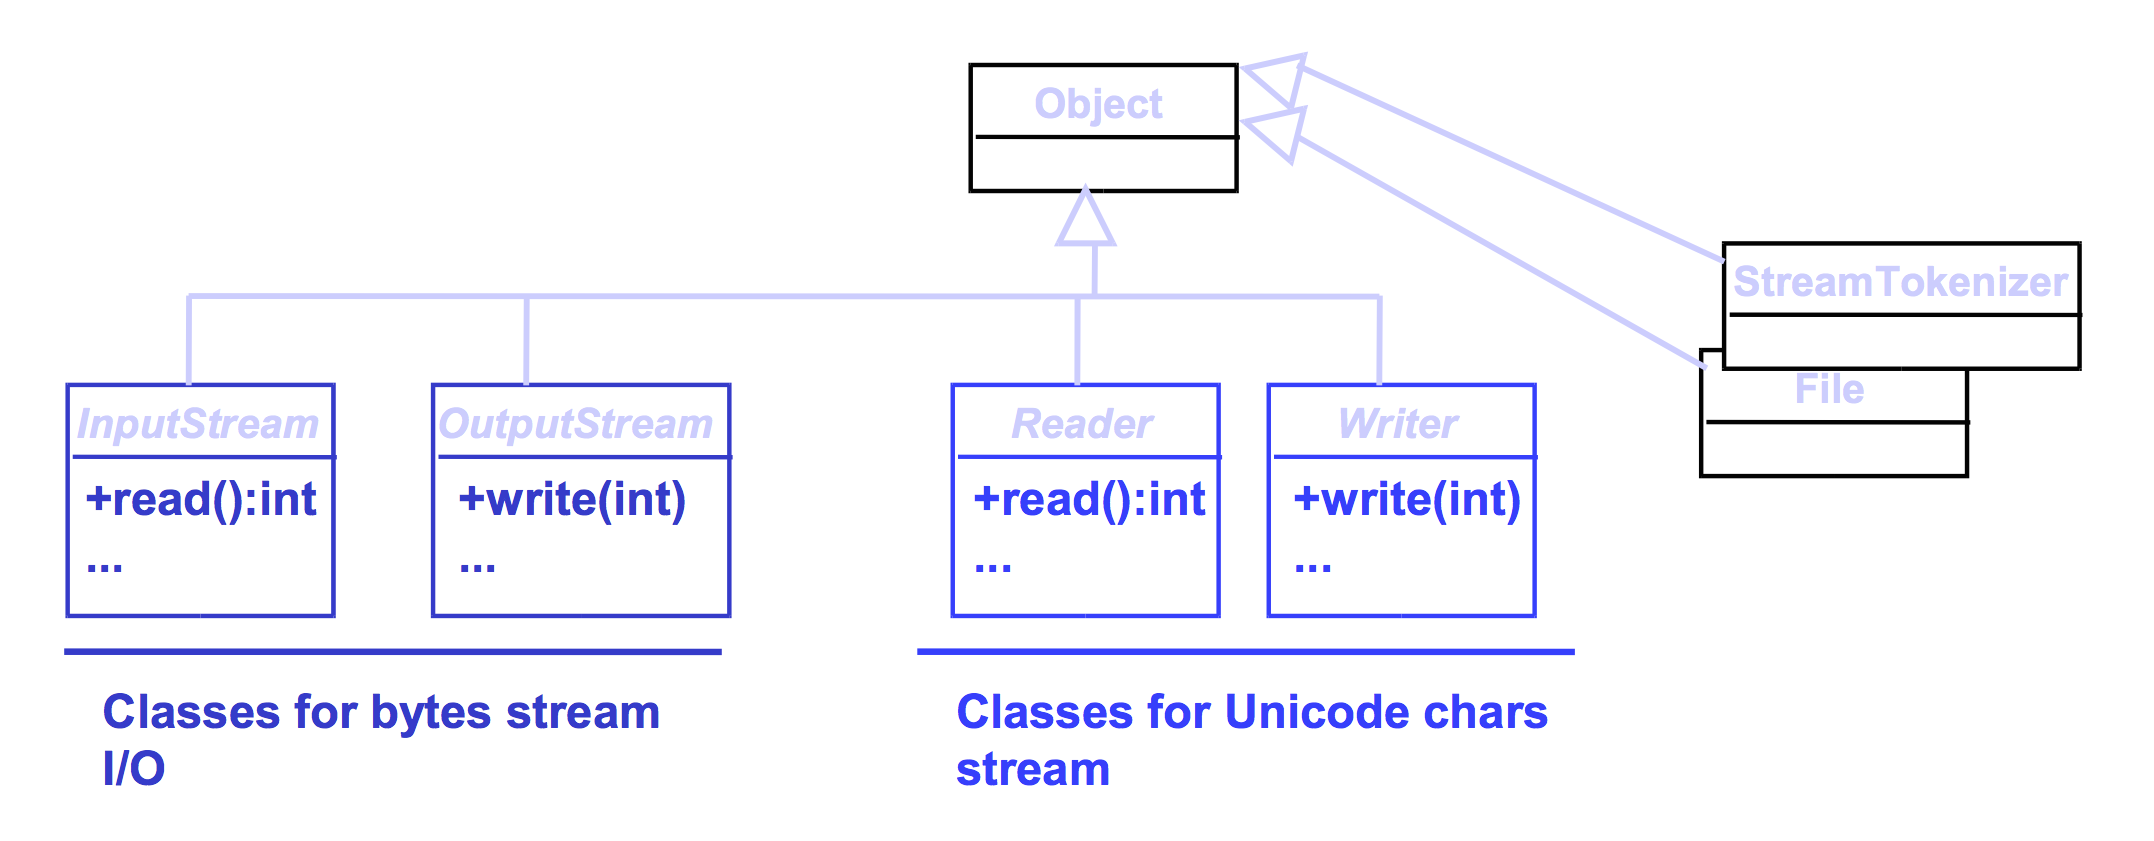 Object
StreamTokenizer
File
InputStream
+read():int
...
OutputStream
+write(int)
...
Reader
+read():int
...
Writer
+write(int)
...
Classes for bytes stream
I/O
Classes for Unicode chars
stream